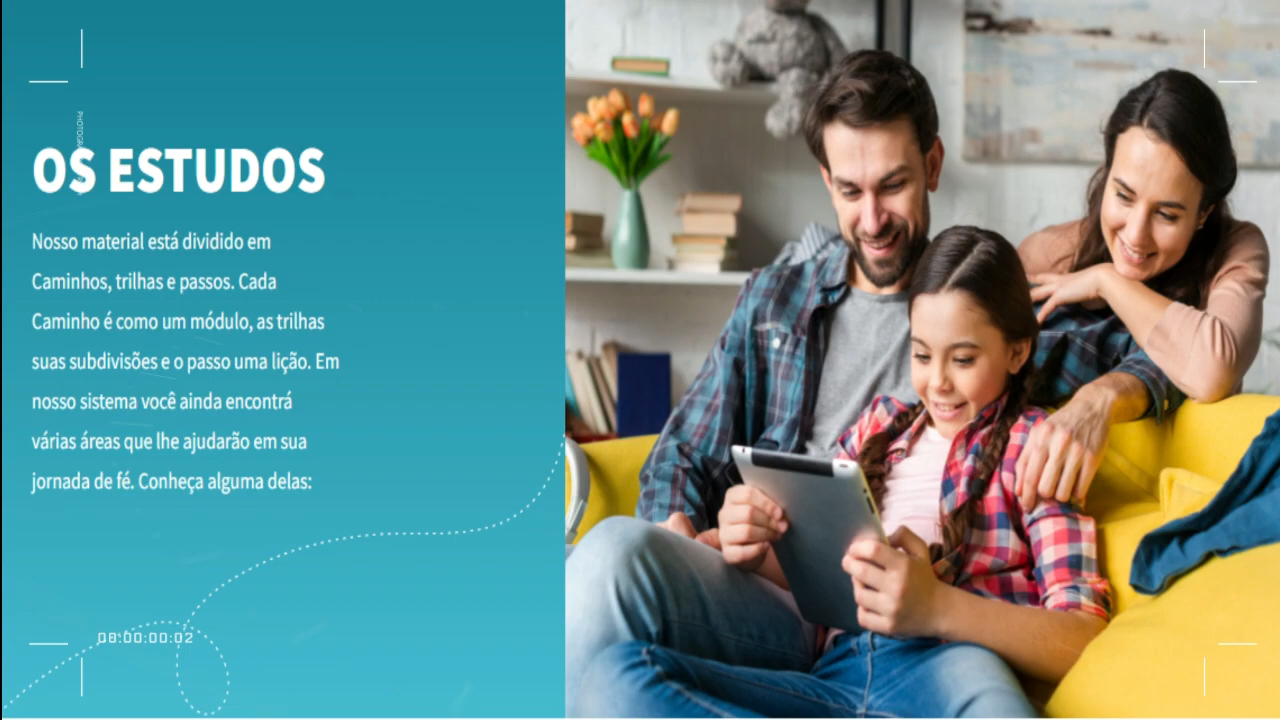 OS ESTUDOS
Nosso material está dividido em
Caminhos, trilhas e passos. Cada
Caminho é como um módulo, as trilhas
suas subdivisões e o passo uma lição. Em
nosso sistema você ainda encontrá
várias áreas que lhe ajudarão em sua
jornada de fé. Conheça alguma delas:
00:00:00:02